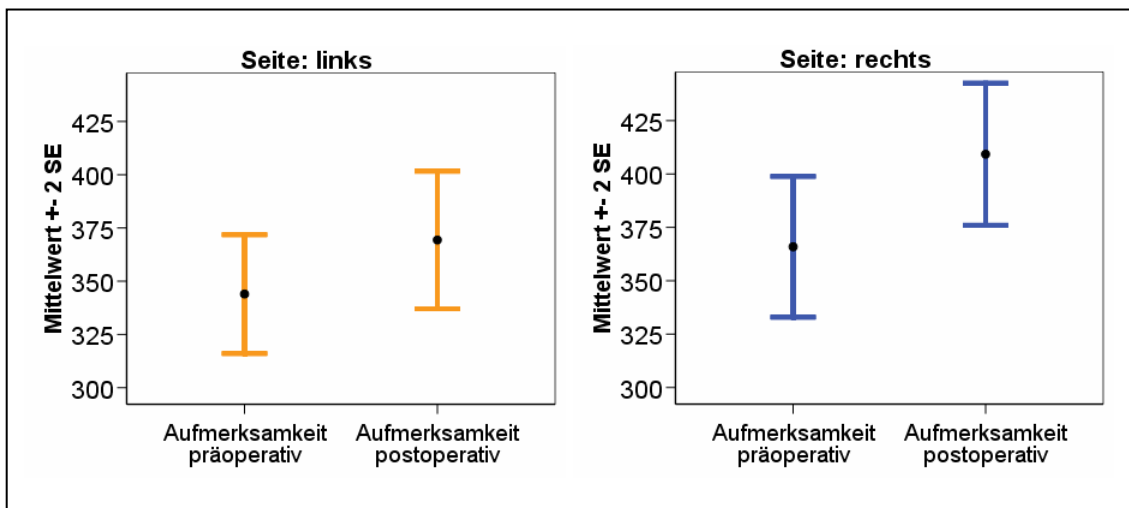 Seite: links
Mittelwert +- 2 SE
425
400
375
350
325
300
Aufmerksamkeit
präoperativ
Aufmerksamkeit
postoperativ
Seite: rechts
Mittelwert +- 2 SE
425
400
375
350
325
300
Aufmerksamkeit
präoperativ
Aufmerksamkeit
postoperativ